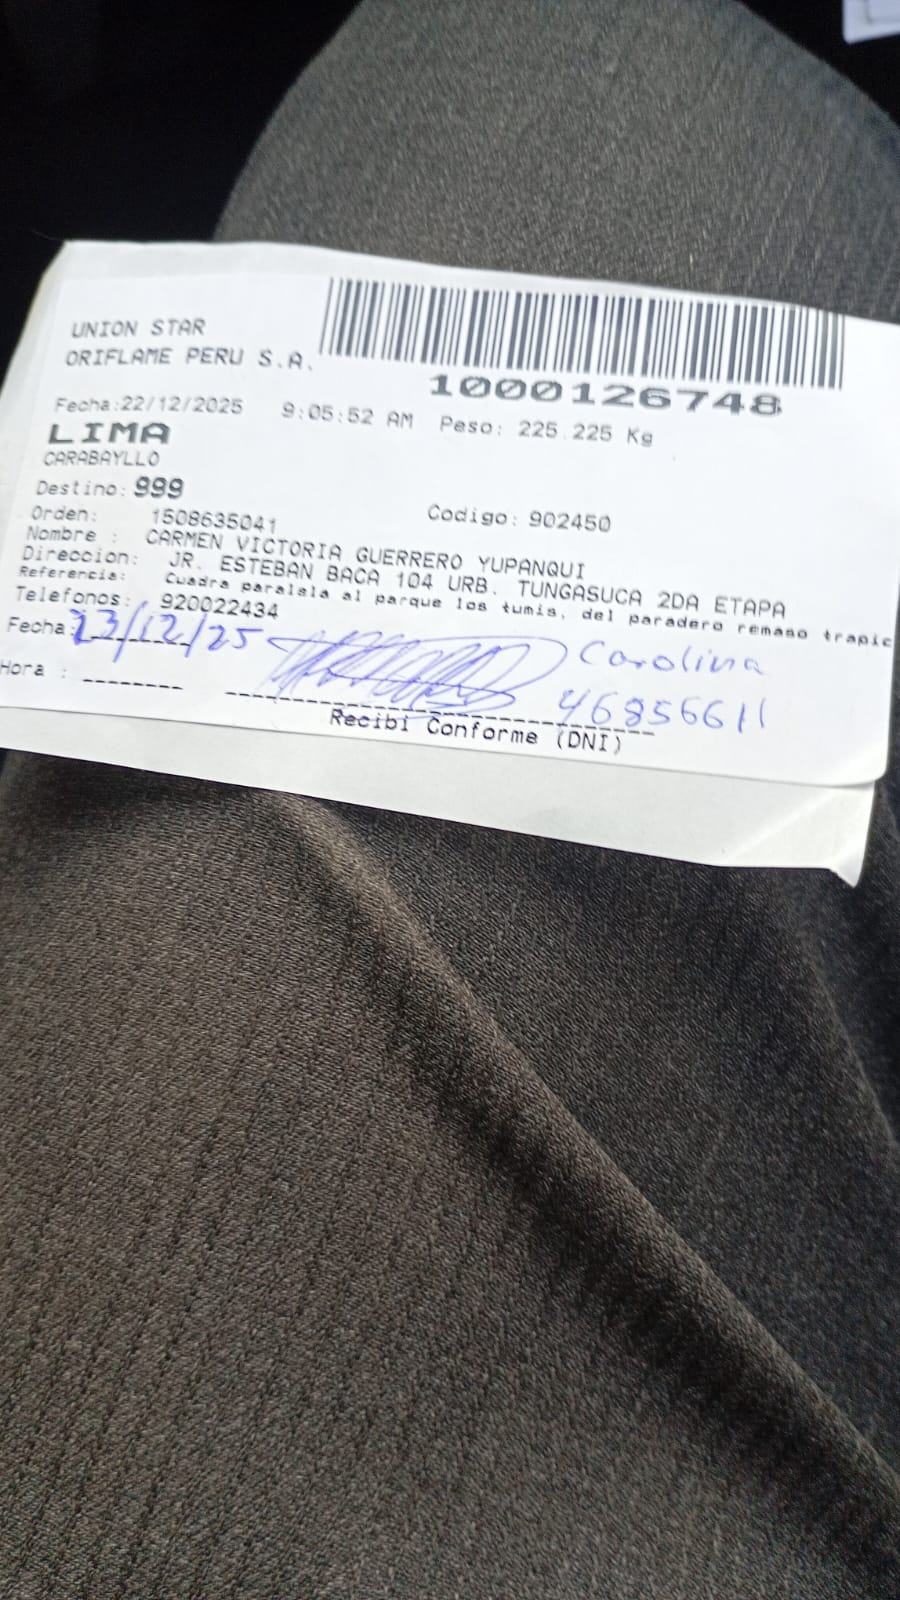 UNION STAR
ORIFLAME PERU S.A.
1000126748
Fecha:22/12/2025 9:05:52 AM Peso: 225.225 Kg
LIMA
CARABAYLLO
Destino: 999
Orden: 1508635041 Codigo: 902450
Nombre : CARMEN VICTORIA GUERRERO YUPANQUI
Direccion: JR. ESTEBAN BACA 104 URB. TUNGASUCA 2DA ETAPA
Referencia: Cuadra paralela al parque los tumis, del paradero remaso trapic
Telefonos: 920022434
Fecha: 23/12/25 Carolina
Hora : 46856611
Recibi Conforme (DNI)